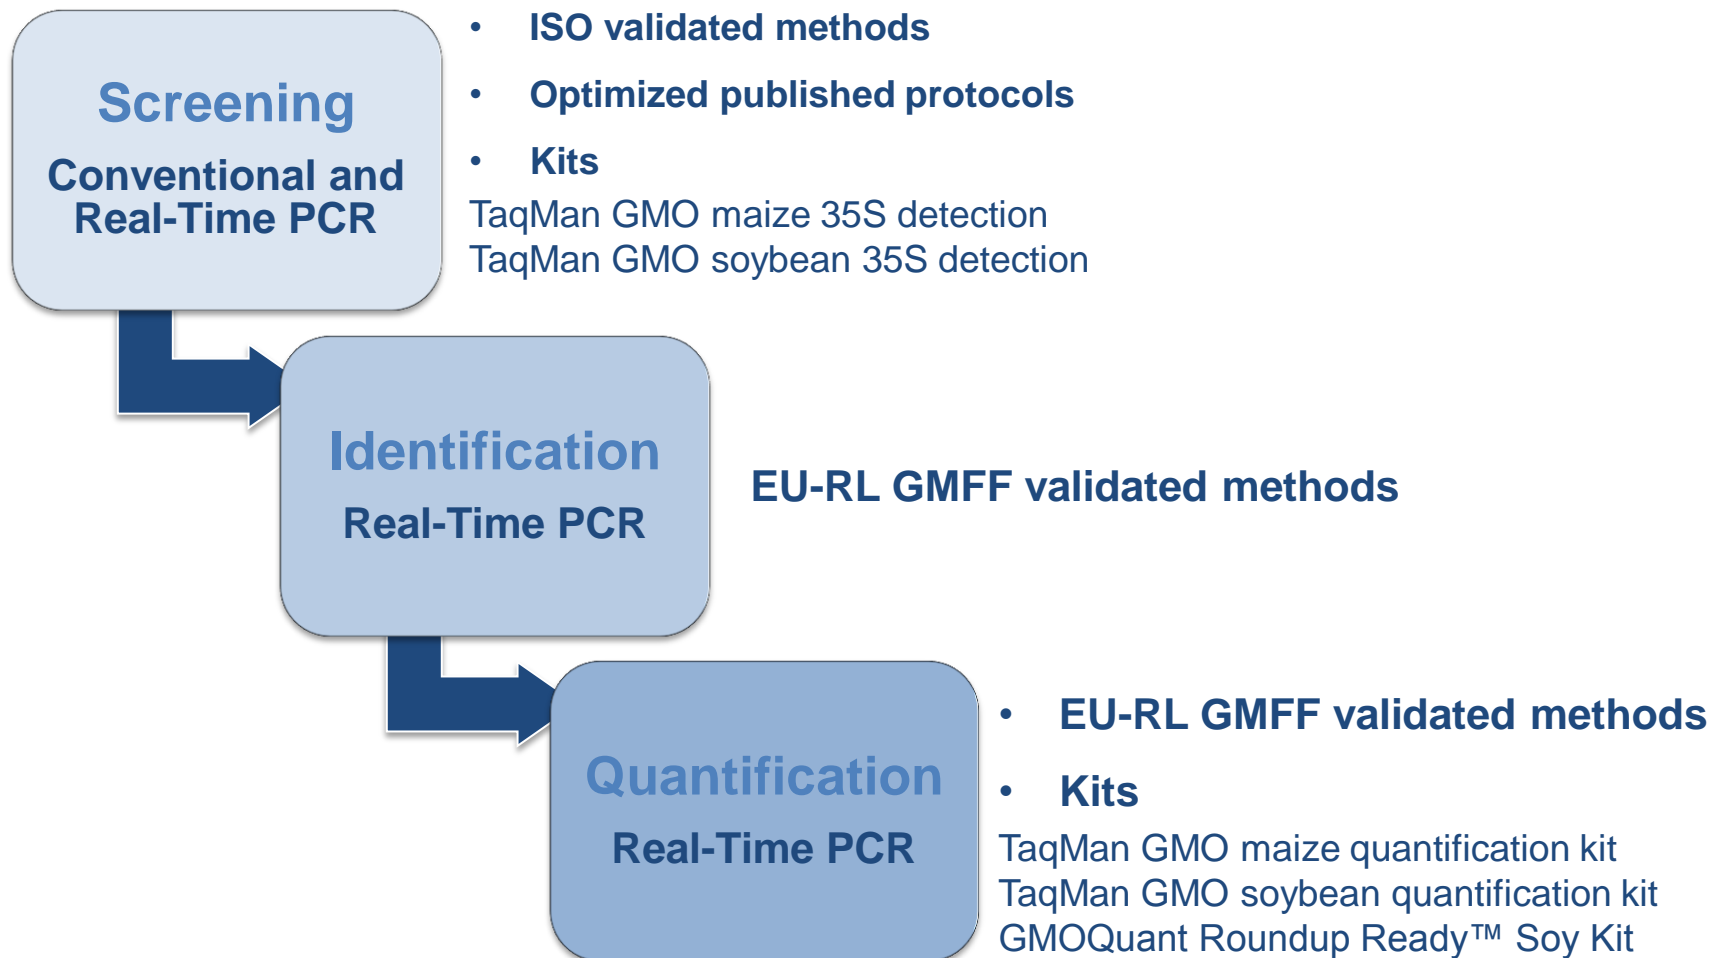 Screening
Conventional and
Real-Time PCR
• ISO validated methods
• Optimized published protocols
• Kits
TaqMan GMO maize 35S detection
TaqMan GMO soybean 35S detection
Identification
Real-Time PCR
EU-RL GMFF validated methods
Quantification
Real-Time PCR
• EU-RL GMFF validated methods
• Kits
TaqMan GMO maize quantification kit
TaqMan GMO soybean quantification kit
GMOQuant Roundup Ready™ Soy Kit